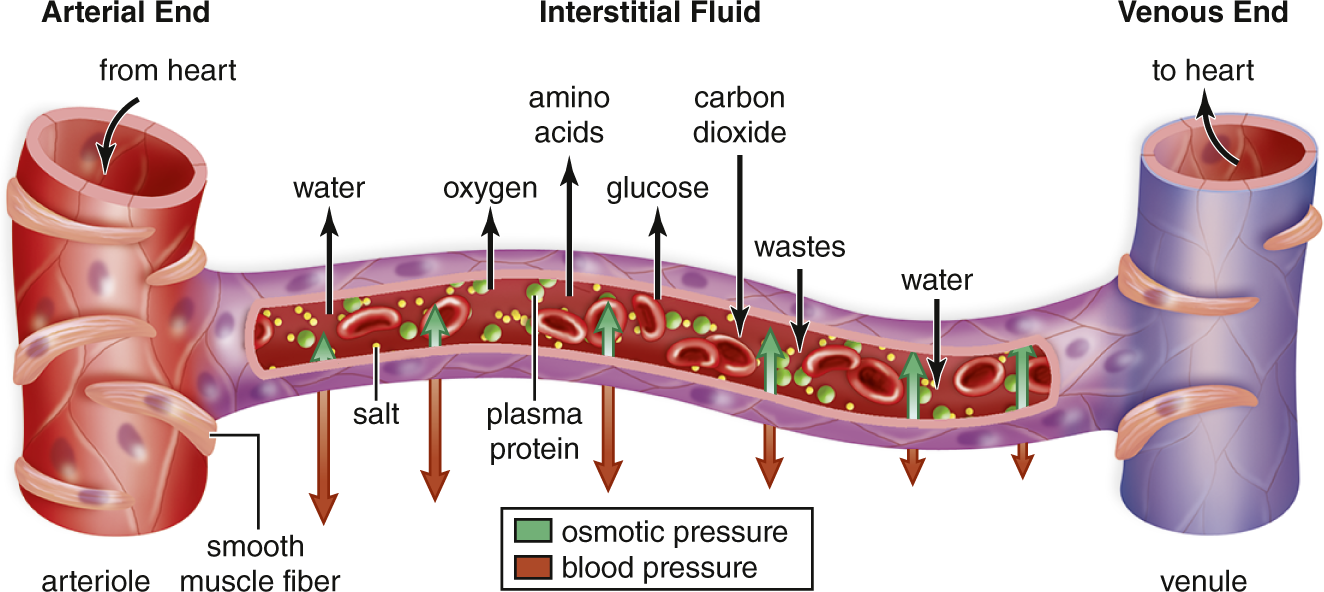 Arterial End
Interstitial Fluid
Venous End
from heart
to heart
amino
acids
carbon
dioxide
water
oxygen
glucose
wastes
water
salt
plasma
protein
smooth
muscle fiber
osmotic pressure
blood pressure
arteriole
venule